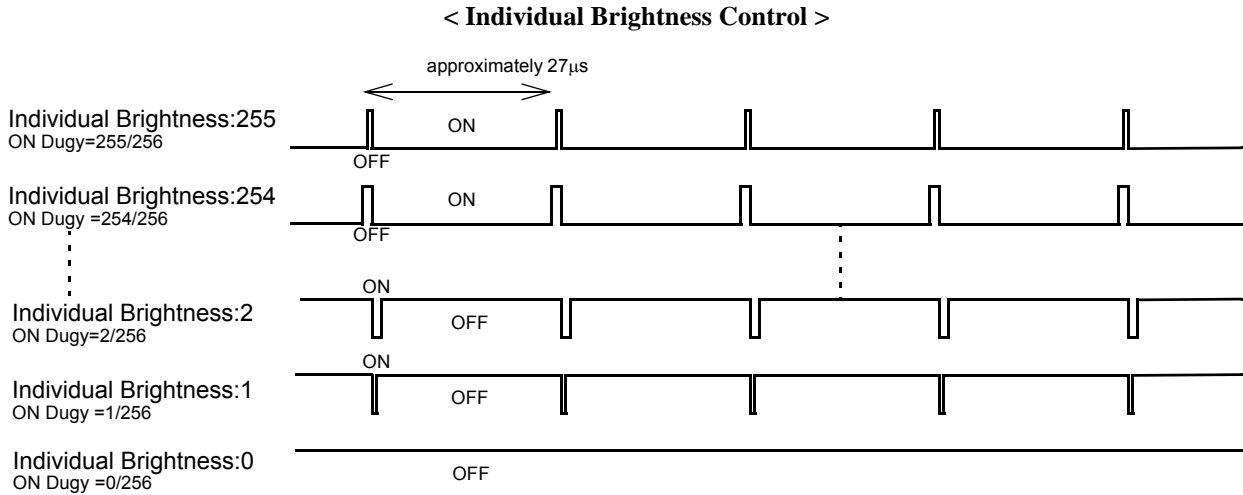 < Individual Brightness Control >
approximately 27μs
Individual Brightness:255
ON Dugy=255/256
ON
OFF
Individual Brightness:254
ON Dugy =254/256
ON
OFF
ON
Individual Brightness:2
ON Dugy=2/256
OFF
ON
Individual Brightness:1
ON Dugy =1/256
OFF
Individual Brightness:0
ON Dugy =0/256
OFF